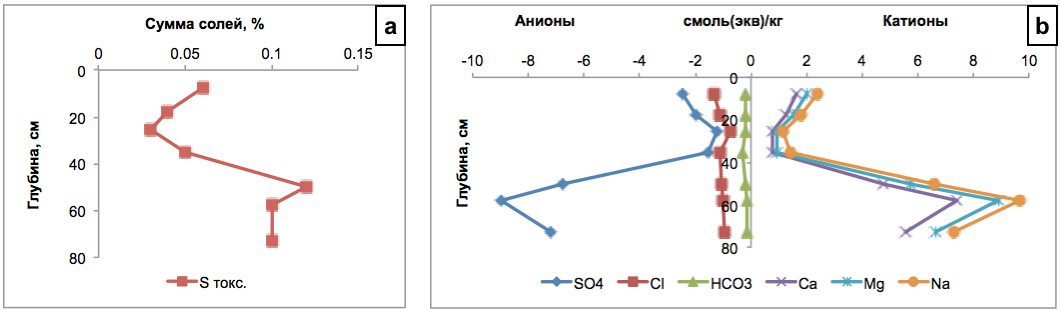 Сумма солей, %
a
0 0.05 0.1 0.15
0
20
40
60
80
Глубина, см
S токс.
Анионы смоль(экв)/кг Катионы
b
-10 -8 -6 -4 -2 0 2 4 6 8 10
0
20
40
60
80
Глубина, см
SO4 Cl HCO3 Ca Mg Na